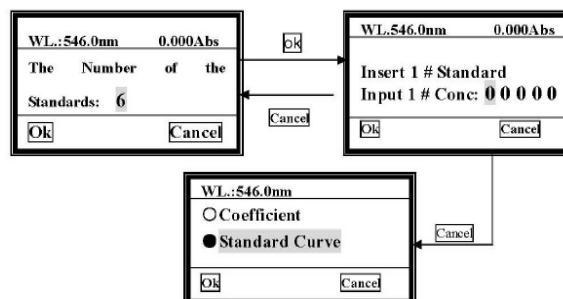 WL.:546.0nm 0.000Abs
The Number of the
Standards: 6
Ok Cancel
ok
Cancel
WL.546.0nm 0.000Abs
Insert 1 # Standard
Input 1 # Conc: 0 0 0 0 0
Ok Cancel
Cancel
WL.:546.0nm
Coefficient
Standard Curve
Ok Cancel